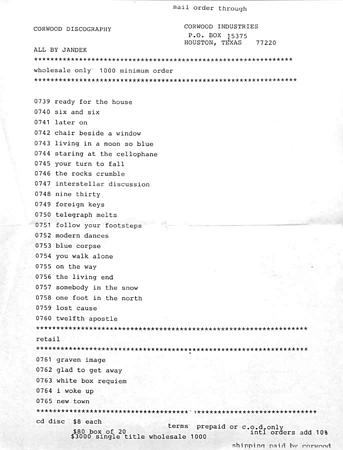 mail order through
CORWOOD DISCOGRAPHY
CORWOOD INDUSTRIES
P.O. BOX 15375
HOUSTON, TEXAS 77220
ALL BY JANDEK
**************************************************************
wholesale only 1000 minimum order
***************************************************************
0739 ready for the house
0740 six and six
0741 later on
0742 chair beside a window
0743 living in a moon so blue
0744 staring at the cellophane
0745 your turn to fall
0746 the rocks crumble
0747 interstellar discussion
0748 nine thirty
0749 foreign keys
0750 telegraph melts
0751 follow your footsteps
0752 modern dances
0753 blue corpse
0754 you walk alone
0755 on the way
0756 the living end
0757 somebody in the snow
0758 one foot in the north
0759 lost cause
0760 twelfth apostle
*****************************************************************
retail
*****************************************************************
0761 graven image
0762 glad to get away
0763 white box requiem
0764 i woke up
0765 new town
*******************************************************************
cd disc $8 each
terms prepaid or c.o.d.only
$80 box of 20
intl orders add 10%
$3000 single title wholesale 1000
shipping paid by corwood